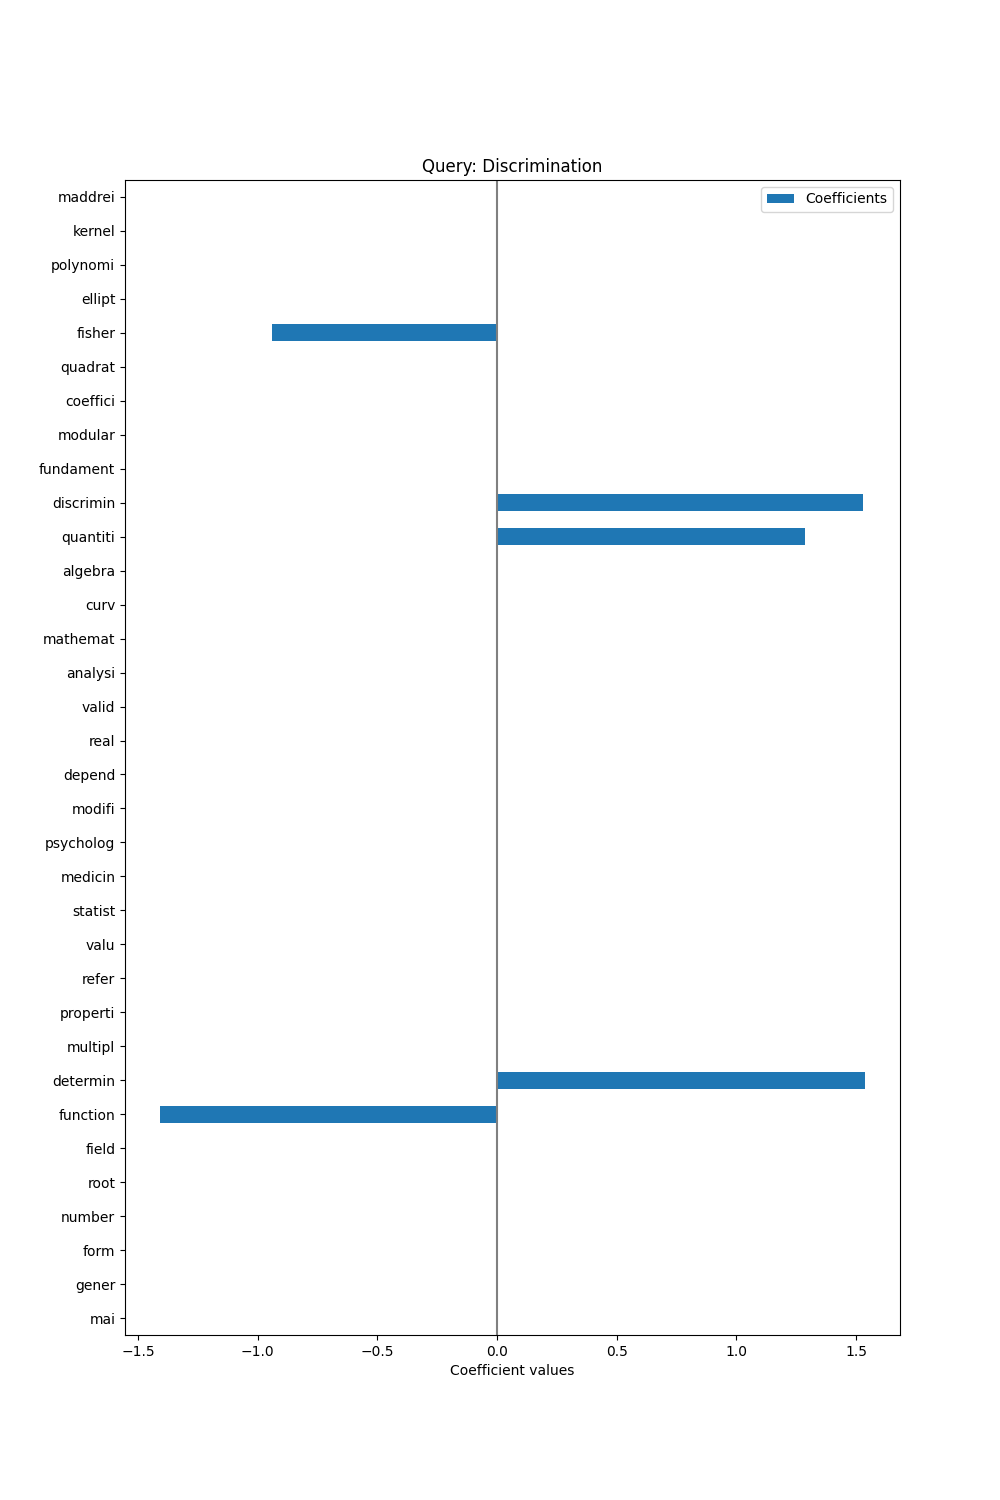 Query: Discrimination
Coefficients
maddrei
kernel
polynomi
ellipt
fisher
quadrat
coeffici
modular
fundament
discrimin
quantiti
algebra
curv
mathemat
analysi
valid
real
depend
modifi
psycholog
medicin
statist
valu
refer
properti
multipl
determin
function
field
root
number
form
gener
mai
−1.5 −1.0 −0.5 0.0 0.5 1.0 1.5
Coefficient values